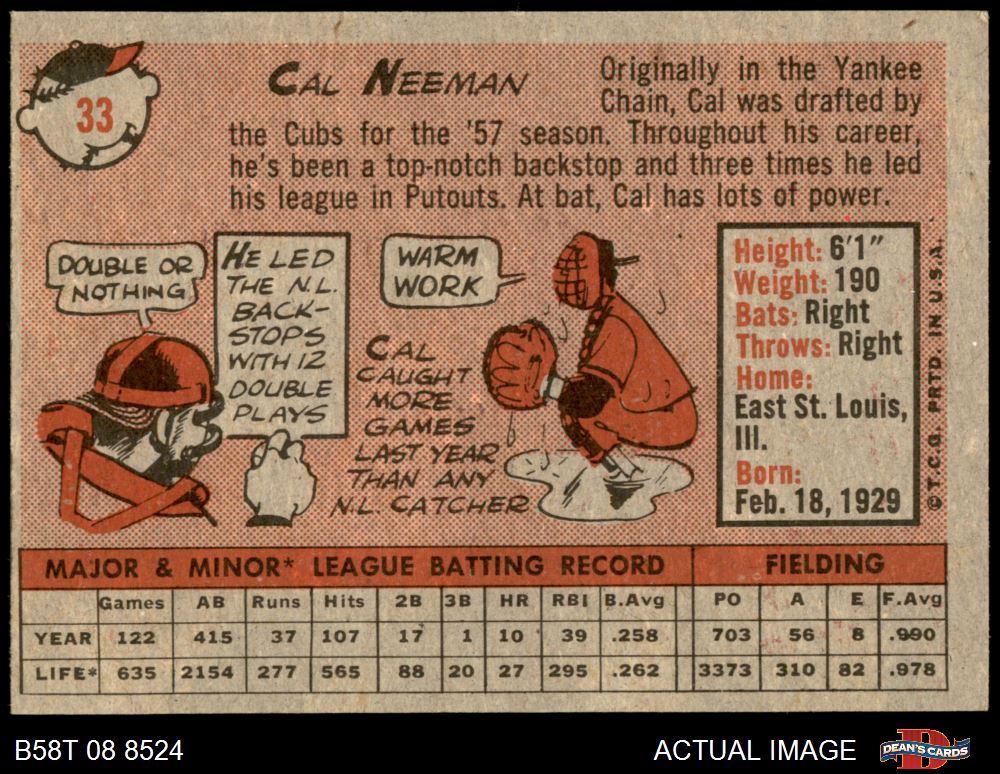 33
CAL NEEMAN
Originally in the Yankee
Chain, Cal was drafted by
the Cubs for the '57 season. Throughout his career,
he's been a top-notch backstop and three times he led
his league in Putouts. At bat, Cal has lots of power.
DOUBLE OR
NOTHING
HE LED
THE N.L.
BACK-
STOPS
WITH 12
DOUBLE
PLAYS
WARM
WORK
CAL
CAUGHT
MORE
GAMES
LAST YEAR
THAN ANY
N.L. CATCHER
Height: 6'1"
Weight: 190
Bats: Right
Throws: Right
Home:
East St. Louis,
Ill.
Born:
Feb. 18, 1929
© T.C.G. PRTD. IN U.S.A.
MAJOR & MINOR* LEAGUE BATTING RECORD FIELDING
Games AB Runs Hits 2B 3B HR RBI B.Avg PO A E F.Avg
YEAR 122 415 37 107 17 1 10 39 .258 703 56 8 .990
LIFE* 635 2154 277 565 88 20 27 295 .262 3373 310 82 .978
B58T 08 8524 ACTUAL IMAGE DEAN'S CARDS